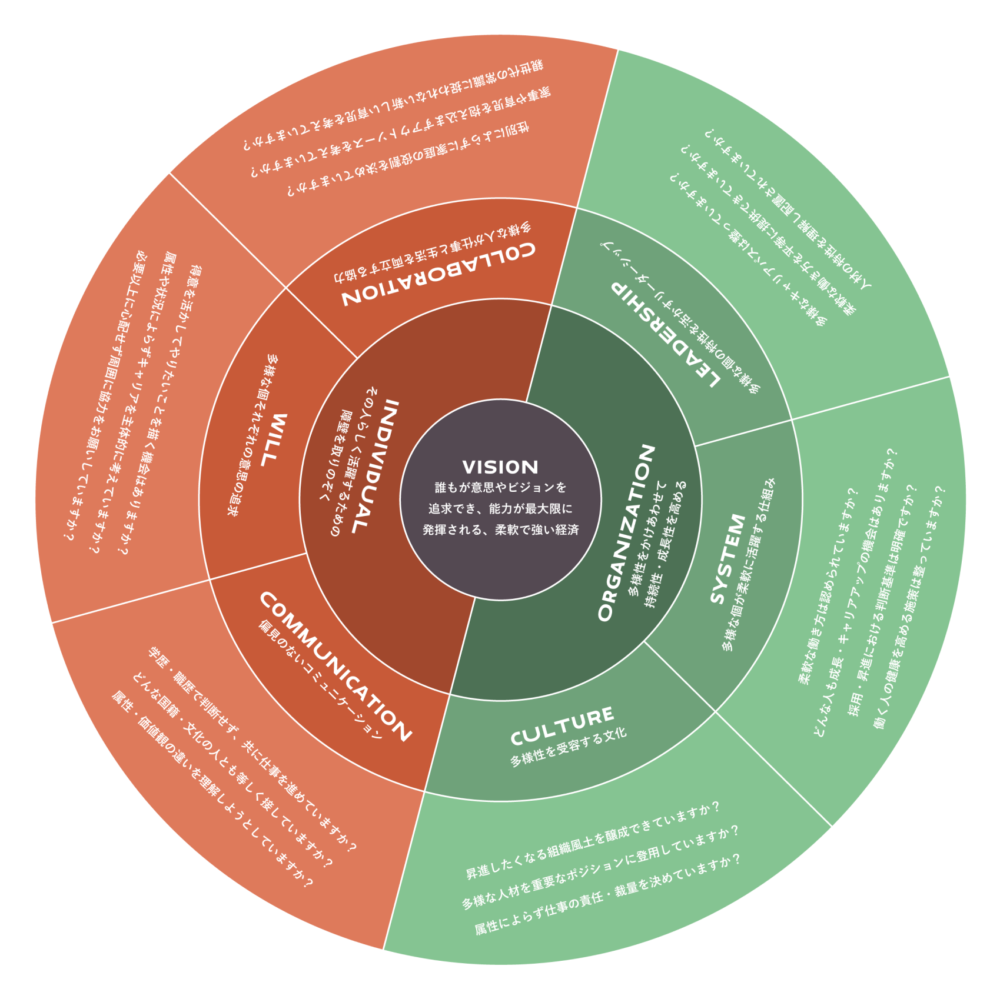 VISION
誰もが意思やビジョンを
追求でき、能力が最大限に
発揮される、柔軟で強い経済
INDIVIDUAL
その人らしく活躍するための
障壁を取りのぞく
COLLABORATION
多様な人が仕事と生活を両立する協力
性別によらずに家庭の役割を決めていますか？
家事や育児を抱え込まずアウトソースを考えていますか？
親世代の常識に捉われない新しい育児を考えていますか？
WILL
多様な個それぞれの意思の追求
得意を活かしてやりたいことを描く機会はありますか？
属性や状況によらずキャリアを主体的に考えていますか？
必要以上に心配せず周囲に協力をお願いしていますか？
COMMUNICATION
偏見のないコミュニケーション
学歴・職歴で判断せず、共に仕事を進めていますか？
どんな国籍・文化の人とも等しく接していますか？
属性・価値観の違いを理解しようとしていますか？
ORGANIZATION
多様性をかけあわせて
持続性・成長性を高める
LEADERSHIP
多様な個の特性を活かすリーダーシップ
多様なキャリアパスは整っていますか？
柔軟な働き方を平等に提供できていますか？
人材の特性を理解し配置されていますか？
SYSTEM
多様な個が柔軟に活躍する仕組み
柔軟な働き方は認められていますか？
どんな人も成長・キャリアアップの機会はありますか？
採用・昇進における判断基準は明確ですか？
働く人の健康を高める施策は整っていますか？
CULTURE
多様性を受容する文化
昇進したくなる組織風土を醸成できていますか？
多様な人材を重要なポジションに登用していますか？
属性によらず仕事の責任・裁量を決めていますか？